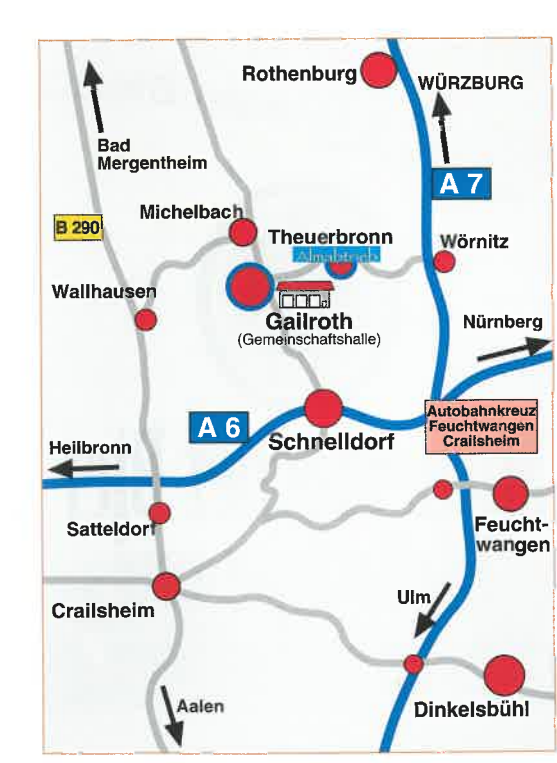 Rothenburg
WÜRZBURG
Bad
Mergentheim
A 7
Michelbach
B 290
Theuerbronn
Almabtrieb
Wörnitz
Wallhausen
Gailroth
(Gemeinschaftshalle)
Nürnberg
A 6
Autobahnkreuz
Feuchtwangen
Crailsheim
Schnelldorf
Heilbronn
Satteldorf
Feucht-
wangen
Crailsheim
Ulm
Aalen
Dinkelsbühl